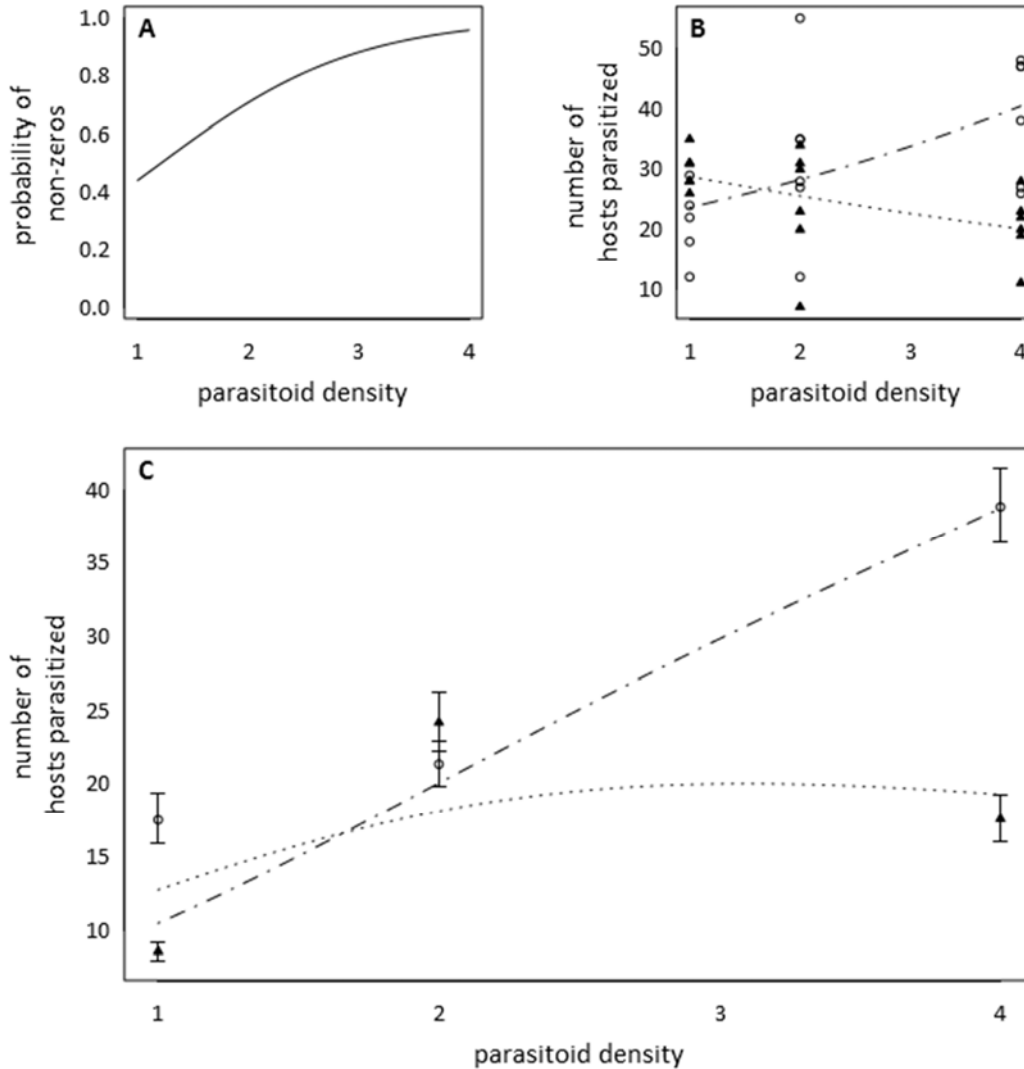 A
1.0
0.8
0.6
0.4
0.2
0.0
probability of
non-zeros
1 2 3 4
parasitoid density
B
50
40
30
20
10
number of
hosts parasitized
1 2 3 4
parasitoid density
C
40
35
30
25
20
15
10
number of
hosts parasitized
1 2 3 4
parasitoid density